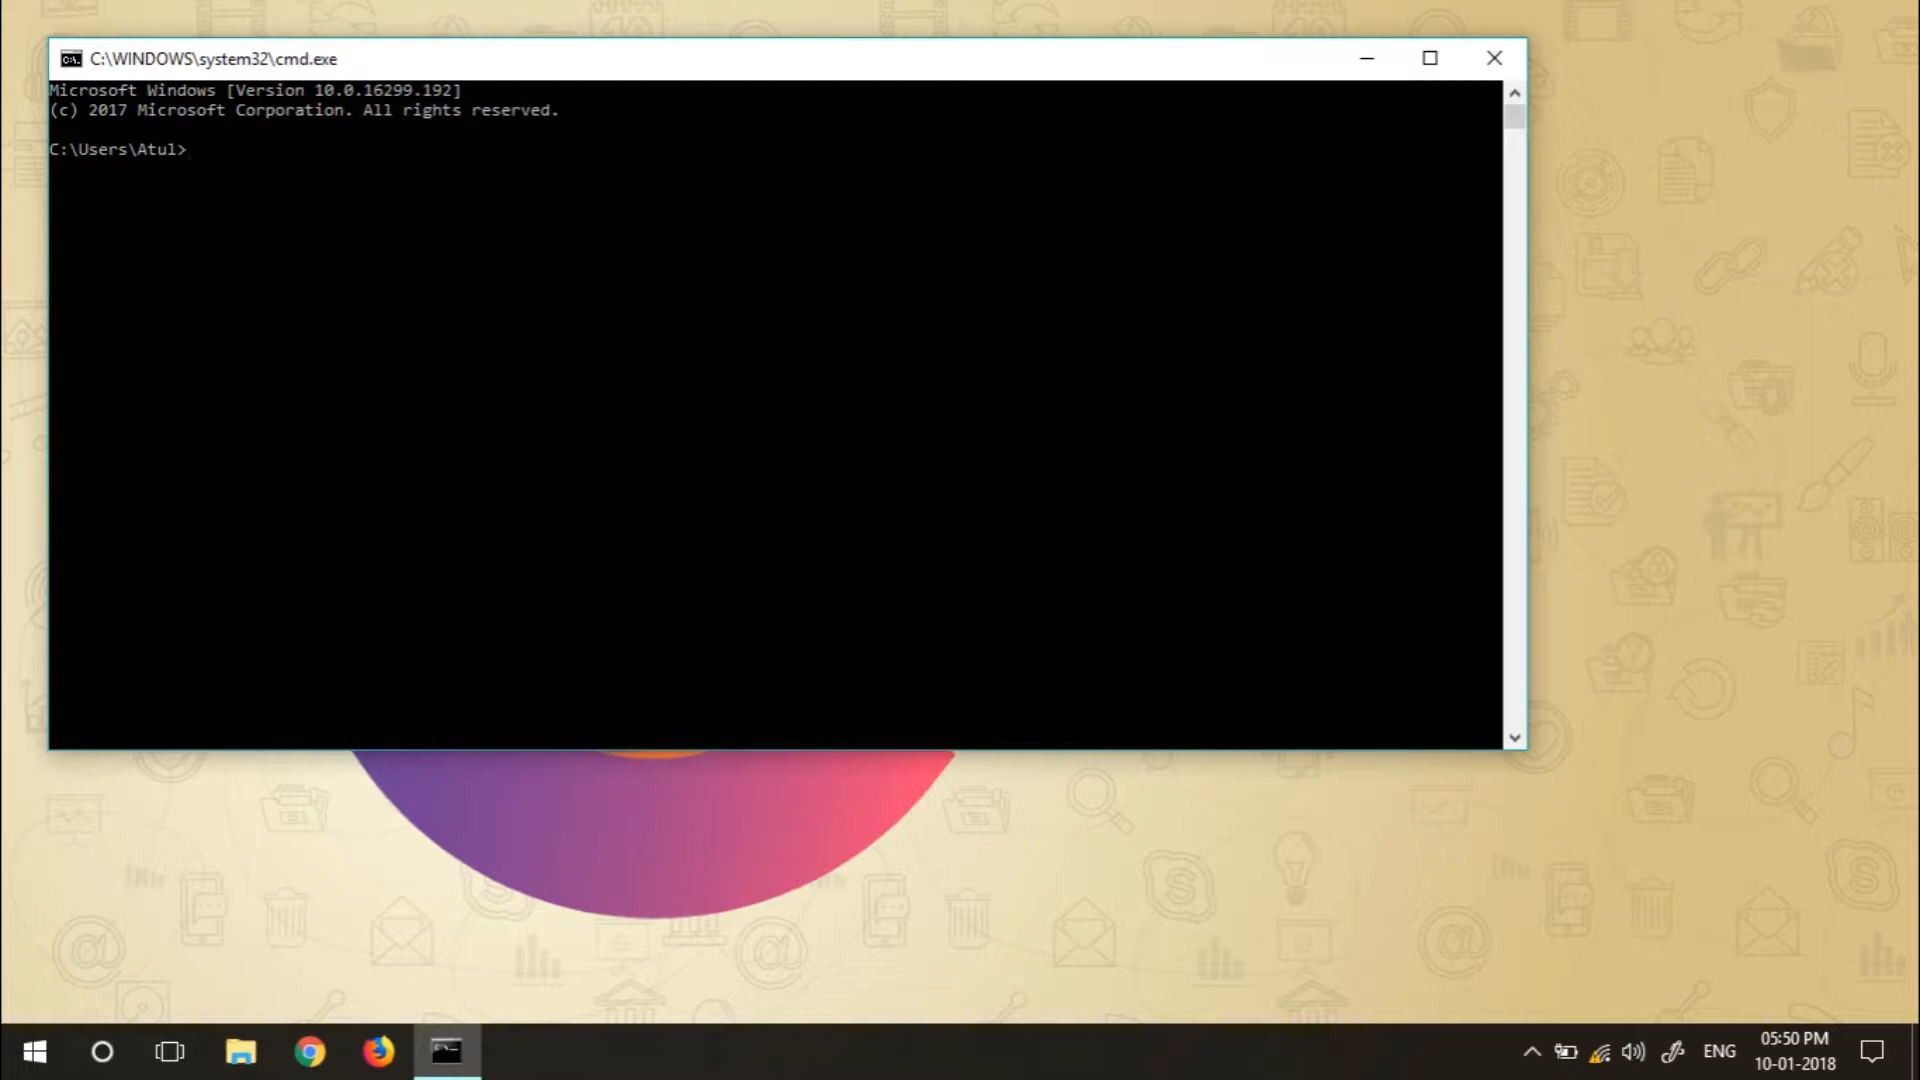 C:\WINDOWS\system32\cmd.exe
Microsoft Windows [Version 10.0.16299.192]
(c) 2017 Microsoft Corporation. All rights reserved.
C:\Users\Atul>
ENG
05:50 PM
10-01-2018